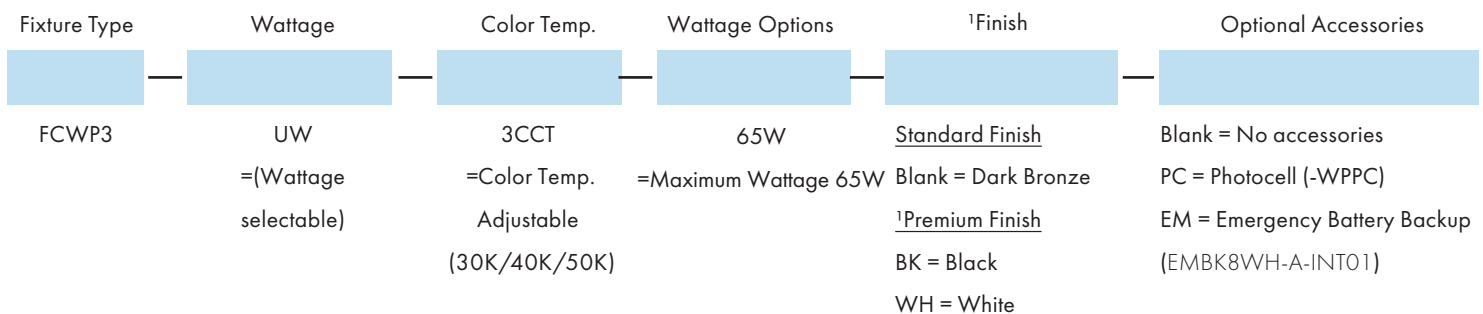 Fixture Type Wattage Color Temp. Wattage Options ¹Finish Optional Accessories
FCWP3 UW 3CCT 65W Standard Finish Blank = No accessories
=(Wattage =Color Temp. =Maximum Wattage 65W Blank = Dark Bronze PC = Photocell (-WPPC)
selectable) Adjustable ¹Premium Finish EM = Emergency Battery Backup
(30K/40K/50K) BK = Black (EMBK8WH-A-INT01)
WH = White